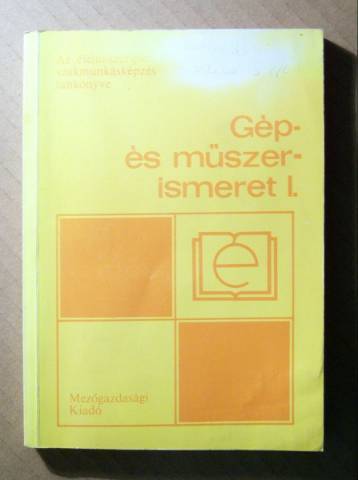 Az élelmiszeripari
szakmunkásképzés
tankönyve
Gép-
és műszer-
ismeret I.
e
Mezőgazdasági
Kiadó